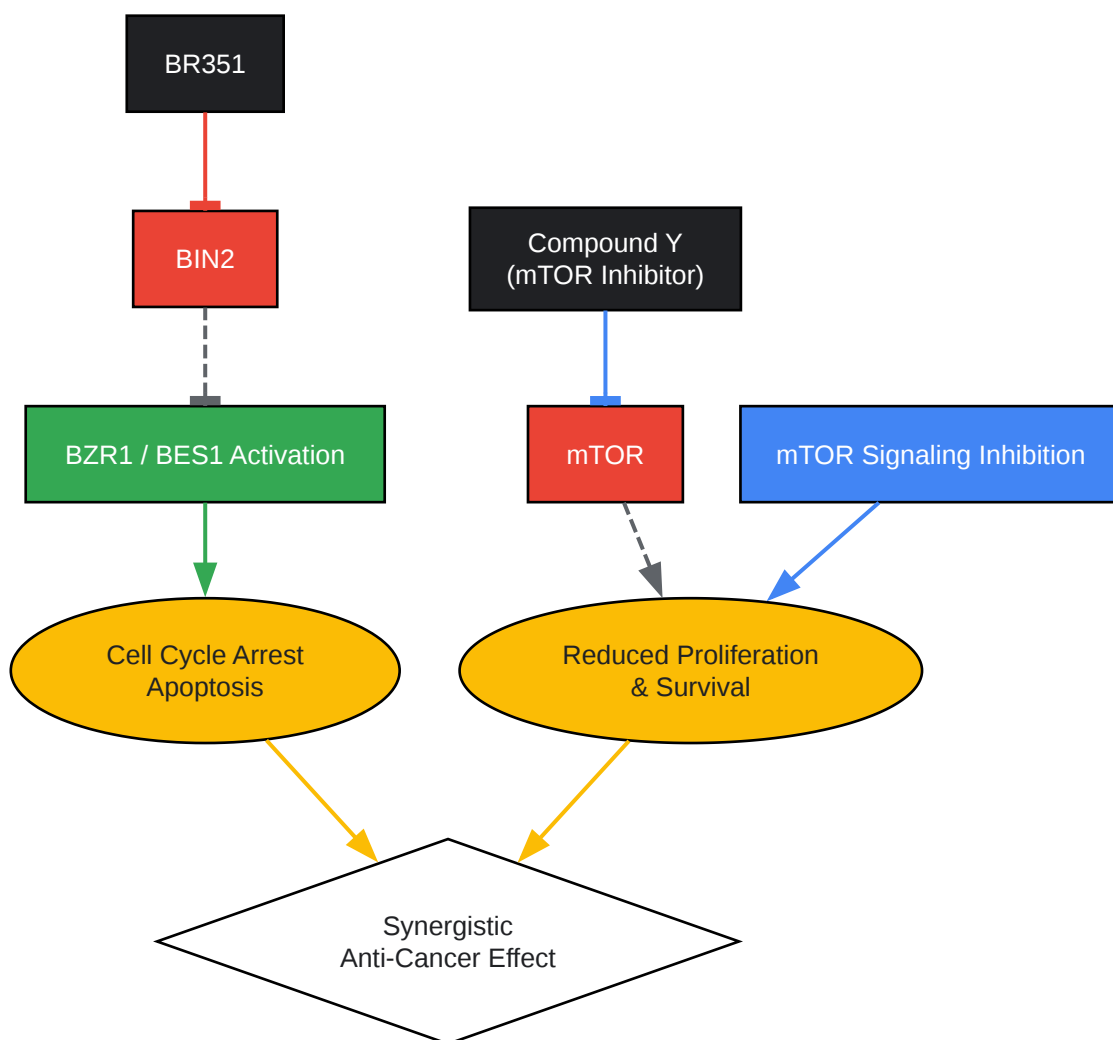 BR351
BIN2
Compound Y
(mTOR Inhibitor)
BZR1 / BES1 Activation
mTOR
mTOR Signaling Inhibition
Cell Cycle Arrest
Apoptosis
Reduced Proliferation
& Survival
Synergistic
Anti-Cancer Effect